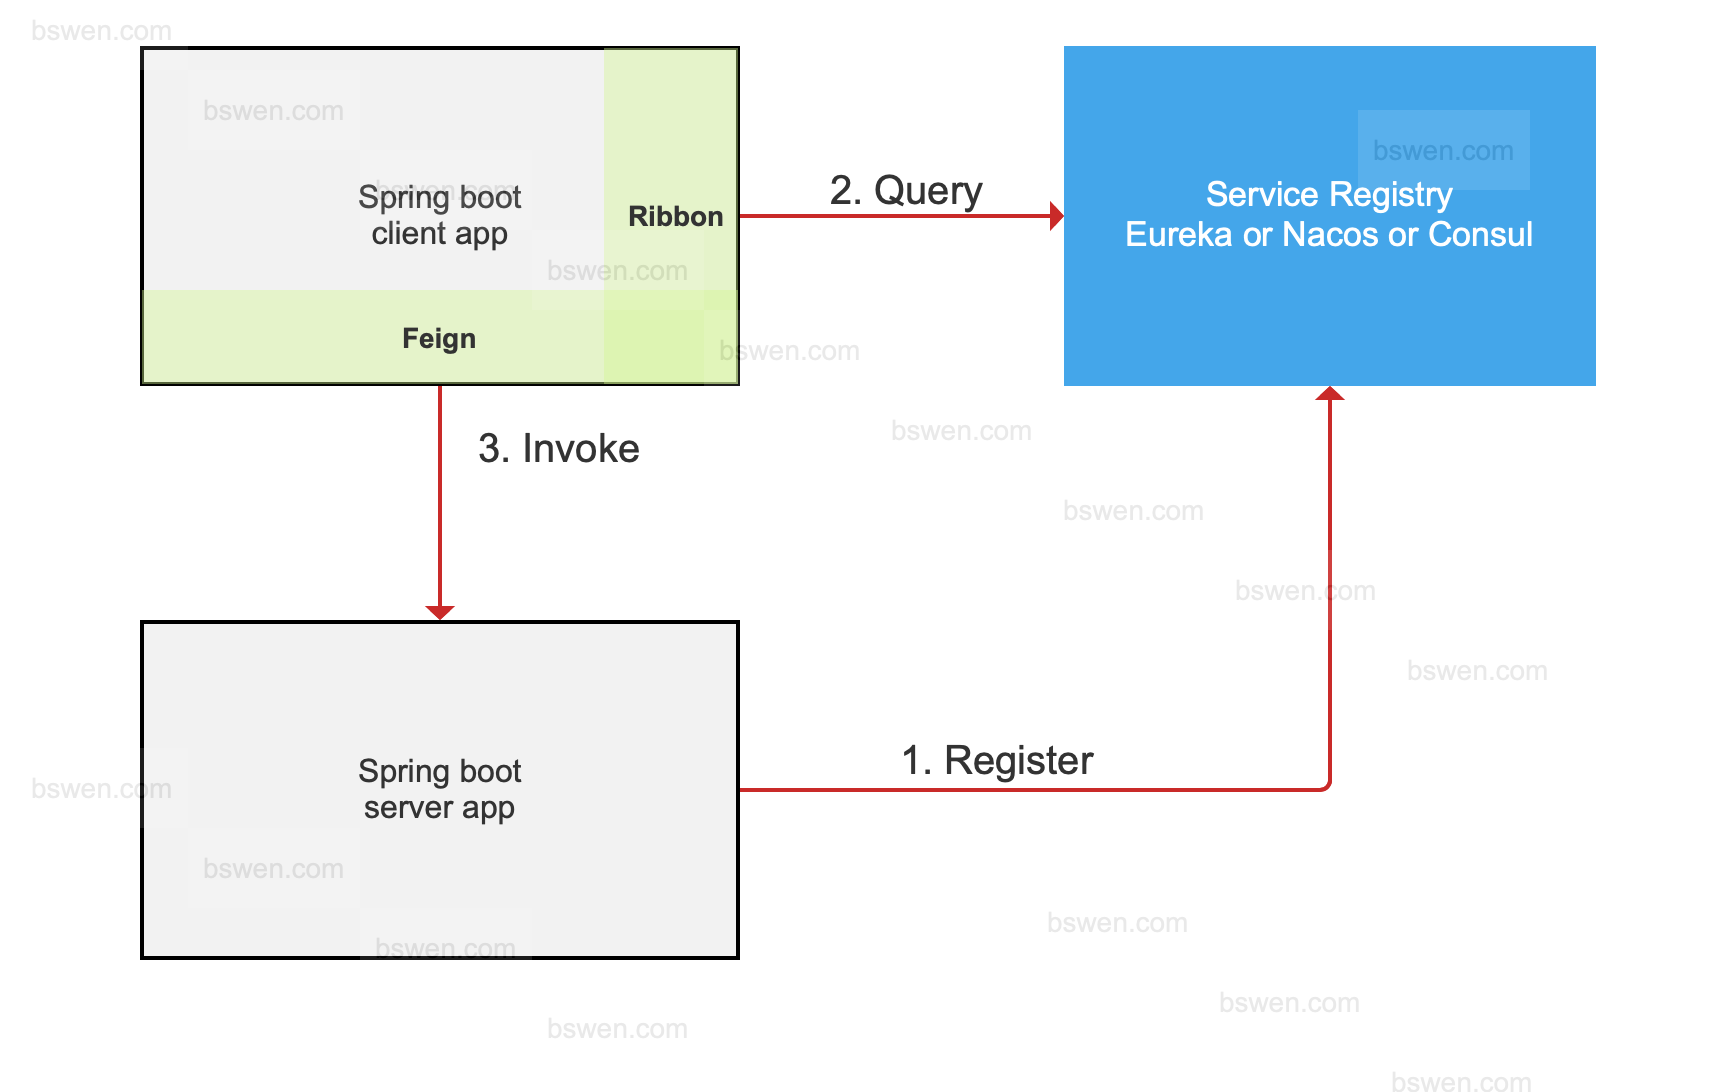 bswen.com
bswen.com
bswen.com
Spring boot
client app
Ribbon
bswen.com
Feign
2. Query
bswen.com
Service Registry
Eureka or Nacos or Consul
bswen.com
3. Invoke
bswen.com
bswen.com
bswen.com
bswen.com
Spring boot
server app
1. Register
bswen.com
bswen.com
bswen.com
bswen.com
bswen.com
bswen.com
bswen.com